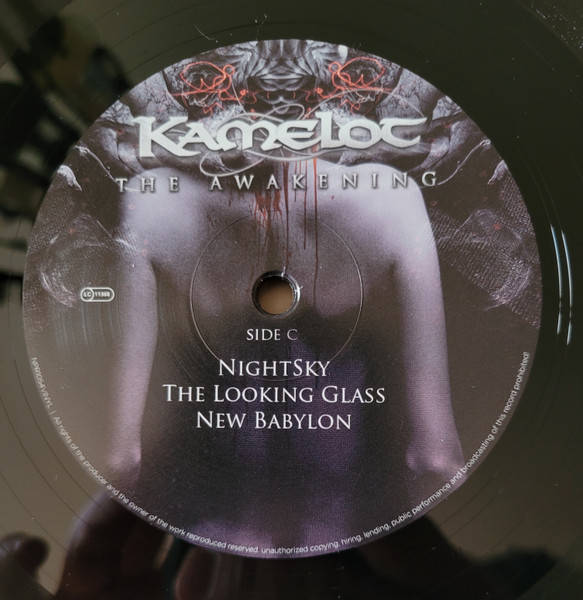 KAMELOT
THE AWAKENING
LC 11988
SIDE C
NIGHTSKY
THE LOOKING GLASS
NEW BABYLON
All rights of the producer and the owner of the work reproduced reserved. unauthorized copying, hiring, lending, public performance and broadcasting of this record prohibited!